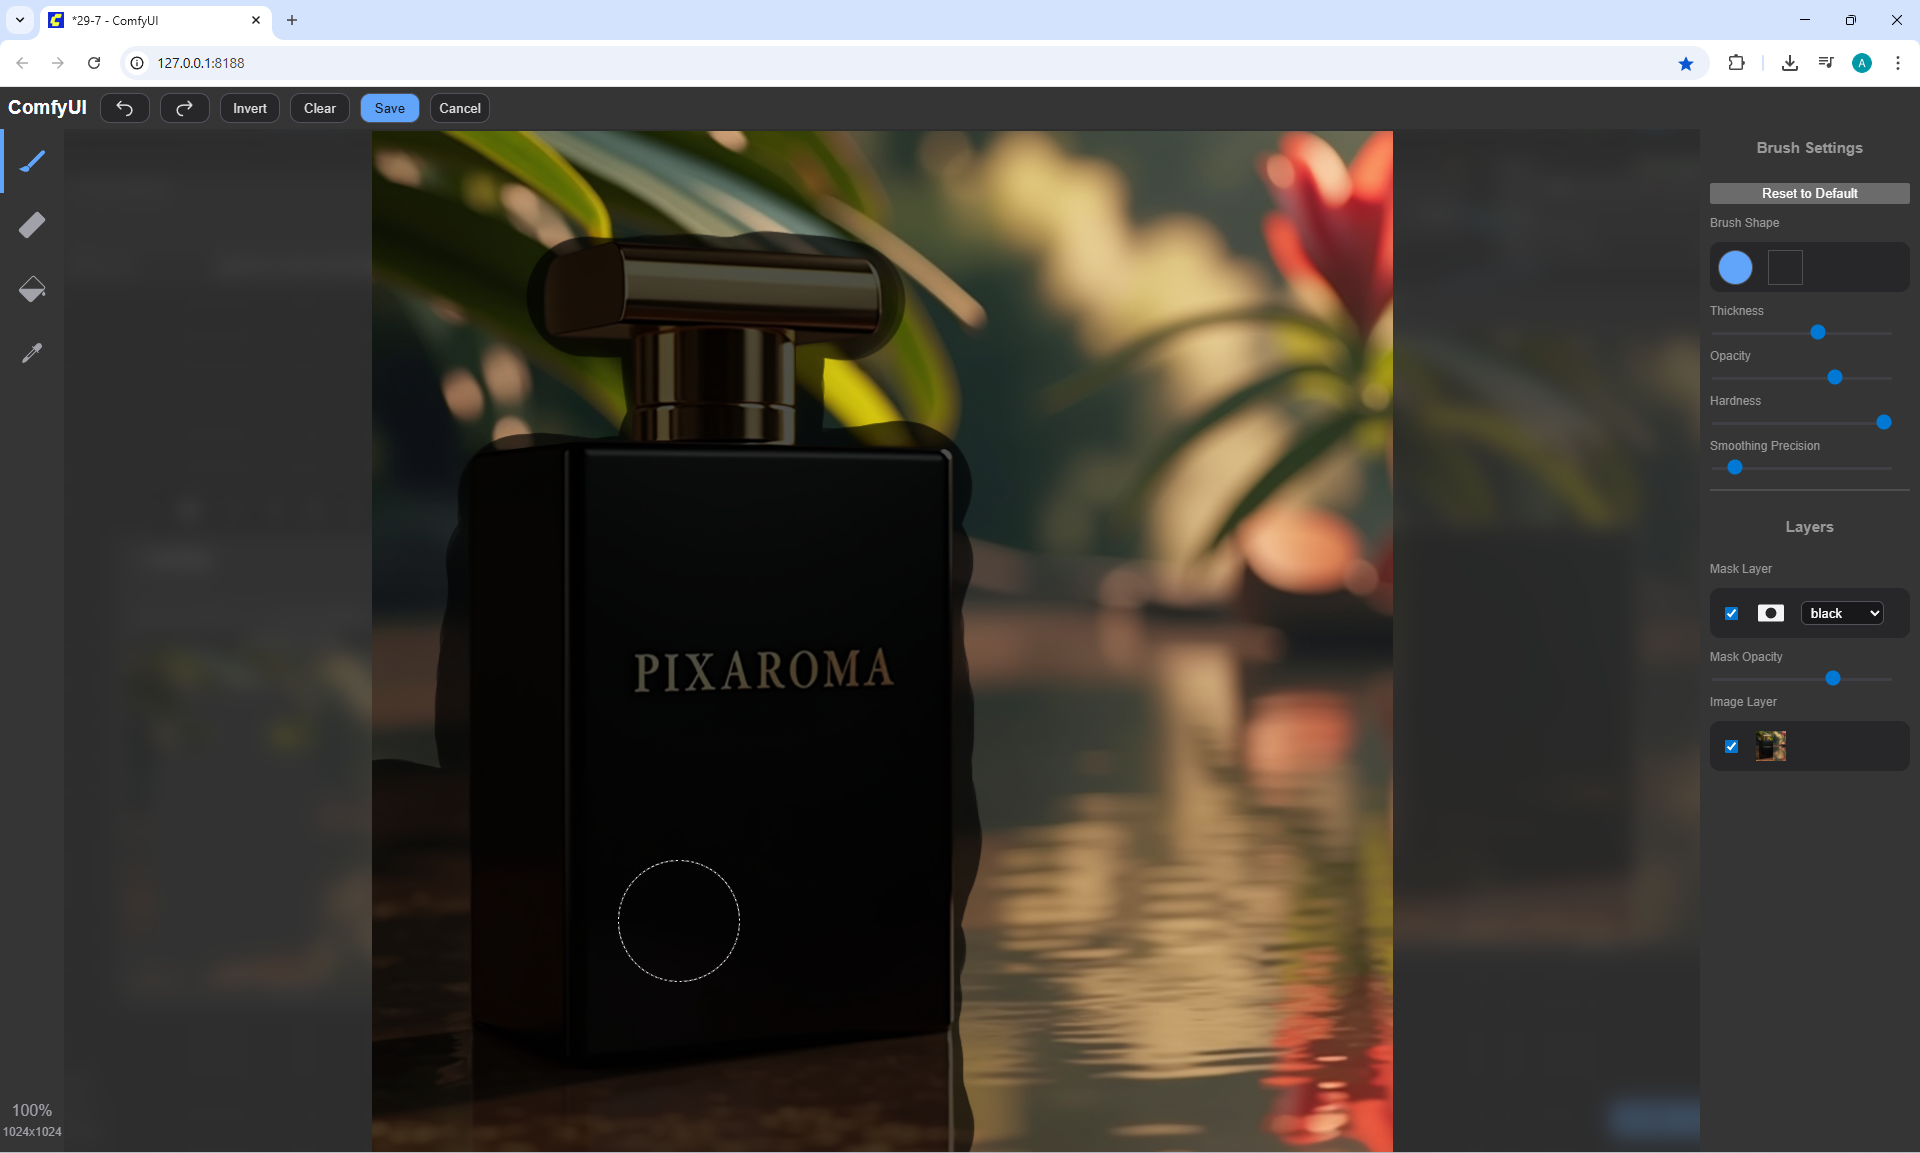 *29-7 - ComfyUI
127.0.0.1:8188
A
ComfyUI
Invert
Clear
Save
Cancel
Brush Settings
Reset to Default
Brush Shape
Thickness
Opacity
Hardness
Smoothing Precision
Layers
Mask Layer
black
Mask Opacity
Image Layer
PIXAROMA
100%
1024x1024